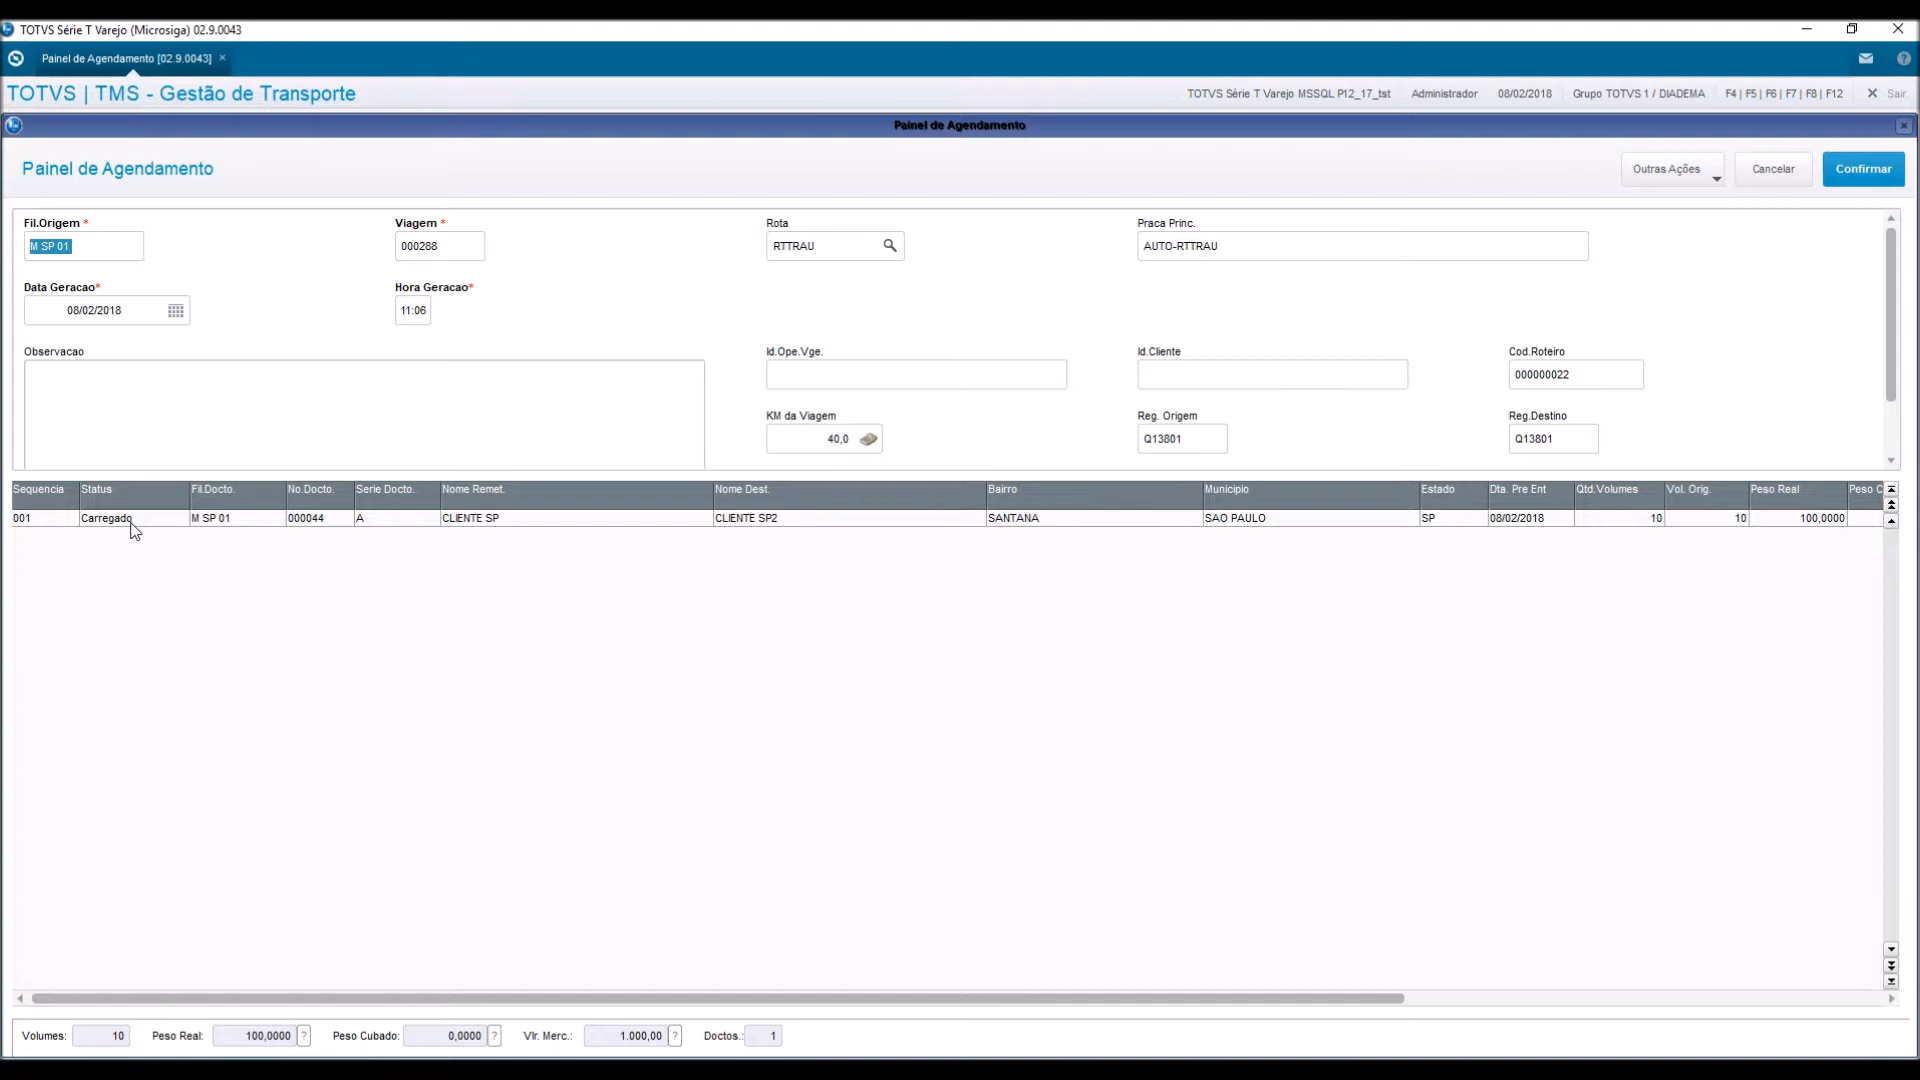 TOTVS Série T Varejo (Microsiga) 02.9.0043
Painel de Agendamento [02.9.0043] ×
TOTVS | TMS - Gestão de Transporte
TOTVS Série T Varejo MSSQL P12_17_tst Administrador 08/02/2018 Grupo TOTVS 1 / DIADEMA F4 | F5 | F6 | F7 | F8 | F12 Sair
Painel de Agendamento
Painel de Agendamento
Outras Ações Cancelar Confirmar
Fil.Origem * Viagem * Rota Praca Princ.
M SP 01 000288 RTTRAU AUTO-RTTRAU
Data Geracao* Hora Geracao*
08/02/2018 11:06
Observacao Id.Ope.Vge. Id.Cliente Cod.Roteiro
000000022
KM da Viagem Reg. Origem Reg.Destino
40,0 Q13801 Q13801
Sequencia Status Fil.Docto. No.Docto. Serie Docto. Nome Remet. Nome Dest. Bairro Municipio Estado Dta. Pre Ent Qtd.Volumes Vol. Orig. Peso Real Peso C
001 Carregado M SP 01 000044 A CLIENTE SP CLIENTE SP2 SANTANA SAO PAULO SP 08/02/2018 10 10 100,0000
Volumes: 10 Peso Real: 100,0000 ? Peso Cubado: 0,0000 ? Vlr. Merc.: 1.000,00 ? Doctos.: 1